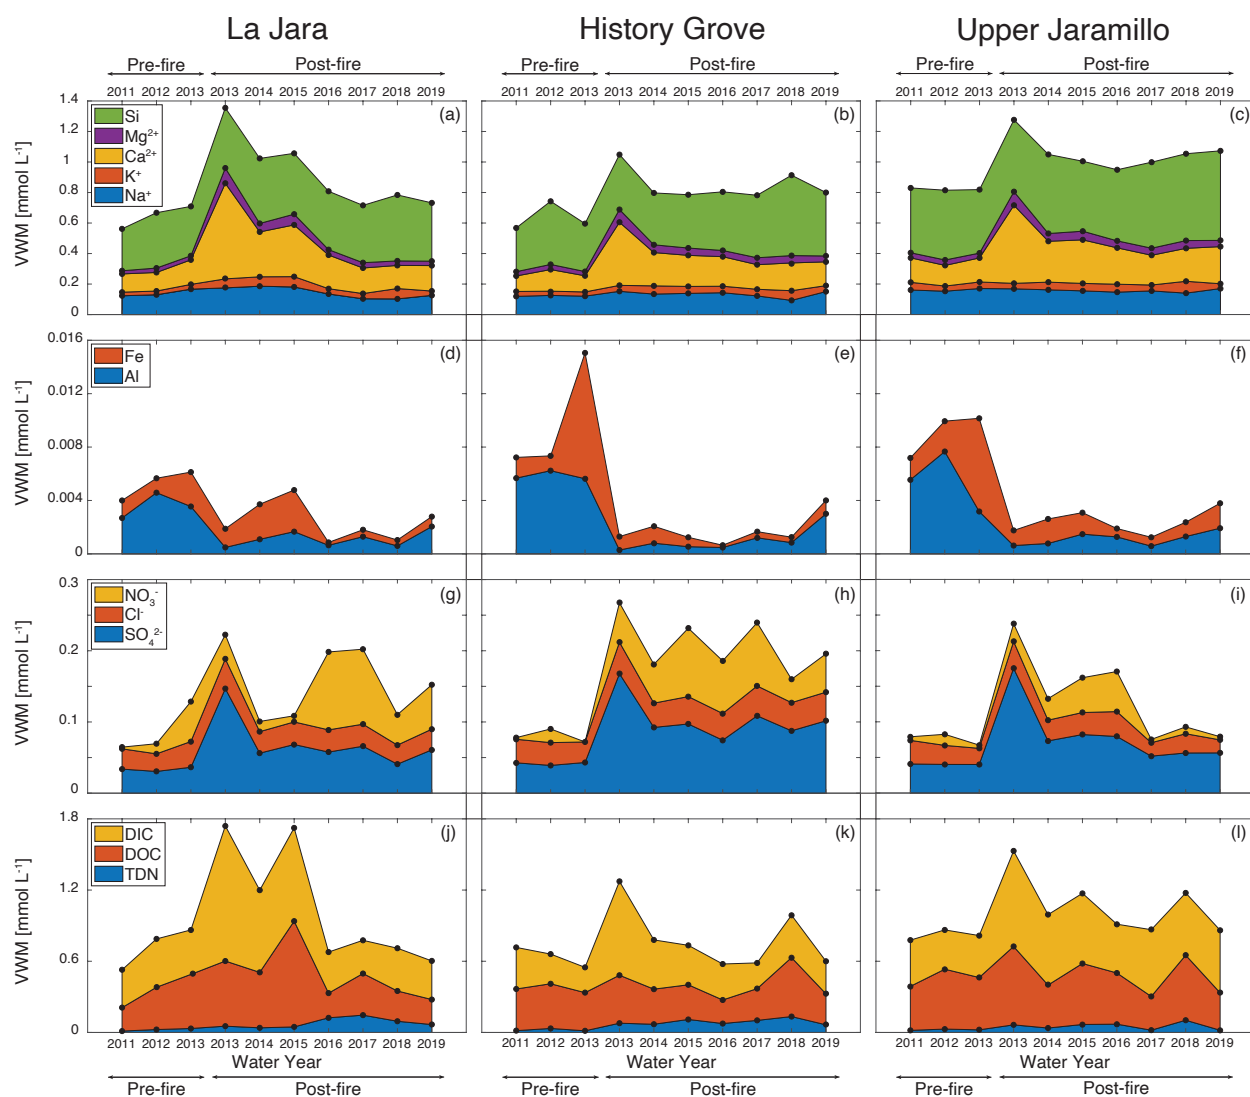 La Jara
History Grove
Upper Jaramillo
Pre-fire
Post-fire
Pre-fire
Post-fire
Pre-fire
Post-fire
2011 2012 2013 2013 2014 2015 2016 2017 2018 2019
2011 2012 2013 2013 2014 2015 2016 2017 2018 2019
2011 2012 2013 2013 2014 2015 2016 2017 2018 2019
VWM [mmol L⁻¹]
1.4
1.2
1
0.8
0.6
0.4
0.2
0
Si
Mg²⁺
Ca²⁺
K⁺
Na⁺
(a)
(b)
(c)
VWM [mmol L⁻¹]
0.016
0.012
0.008
0.004
0
Fe
Al
(d)
(e)
(f)
VWM [mmol L⁻¹]
0.3
0.2
0.1
0
NO₃⁻
Cl⁻
SO₄²⁻
(g)
(h)
(i)
VWM [mmol L⁻¹]
1.8
1.2
0.6
0
DIC
DOC
TDN
(j)
(k)
(l)
2011 2012 2013 2013 2014 2015 2016 2017 2018 2019
2011 2012 2013 2013 2014 2015 2016 2017 2018 2019
2011 2012 2013 2013 2014 2015 2016 2017 2018 2019
Water Year
Water Year
Water Year
Pre-fire
Post-fire
Pre-fire
Post-fire
Pre-fire
Post-fire